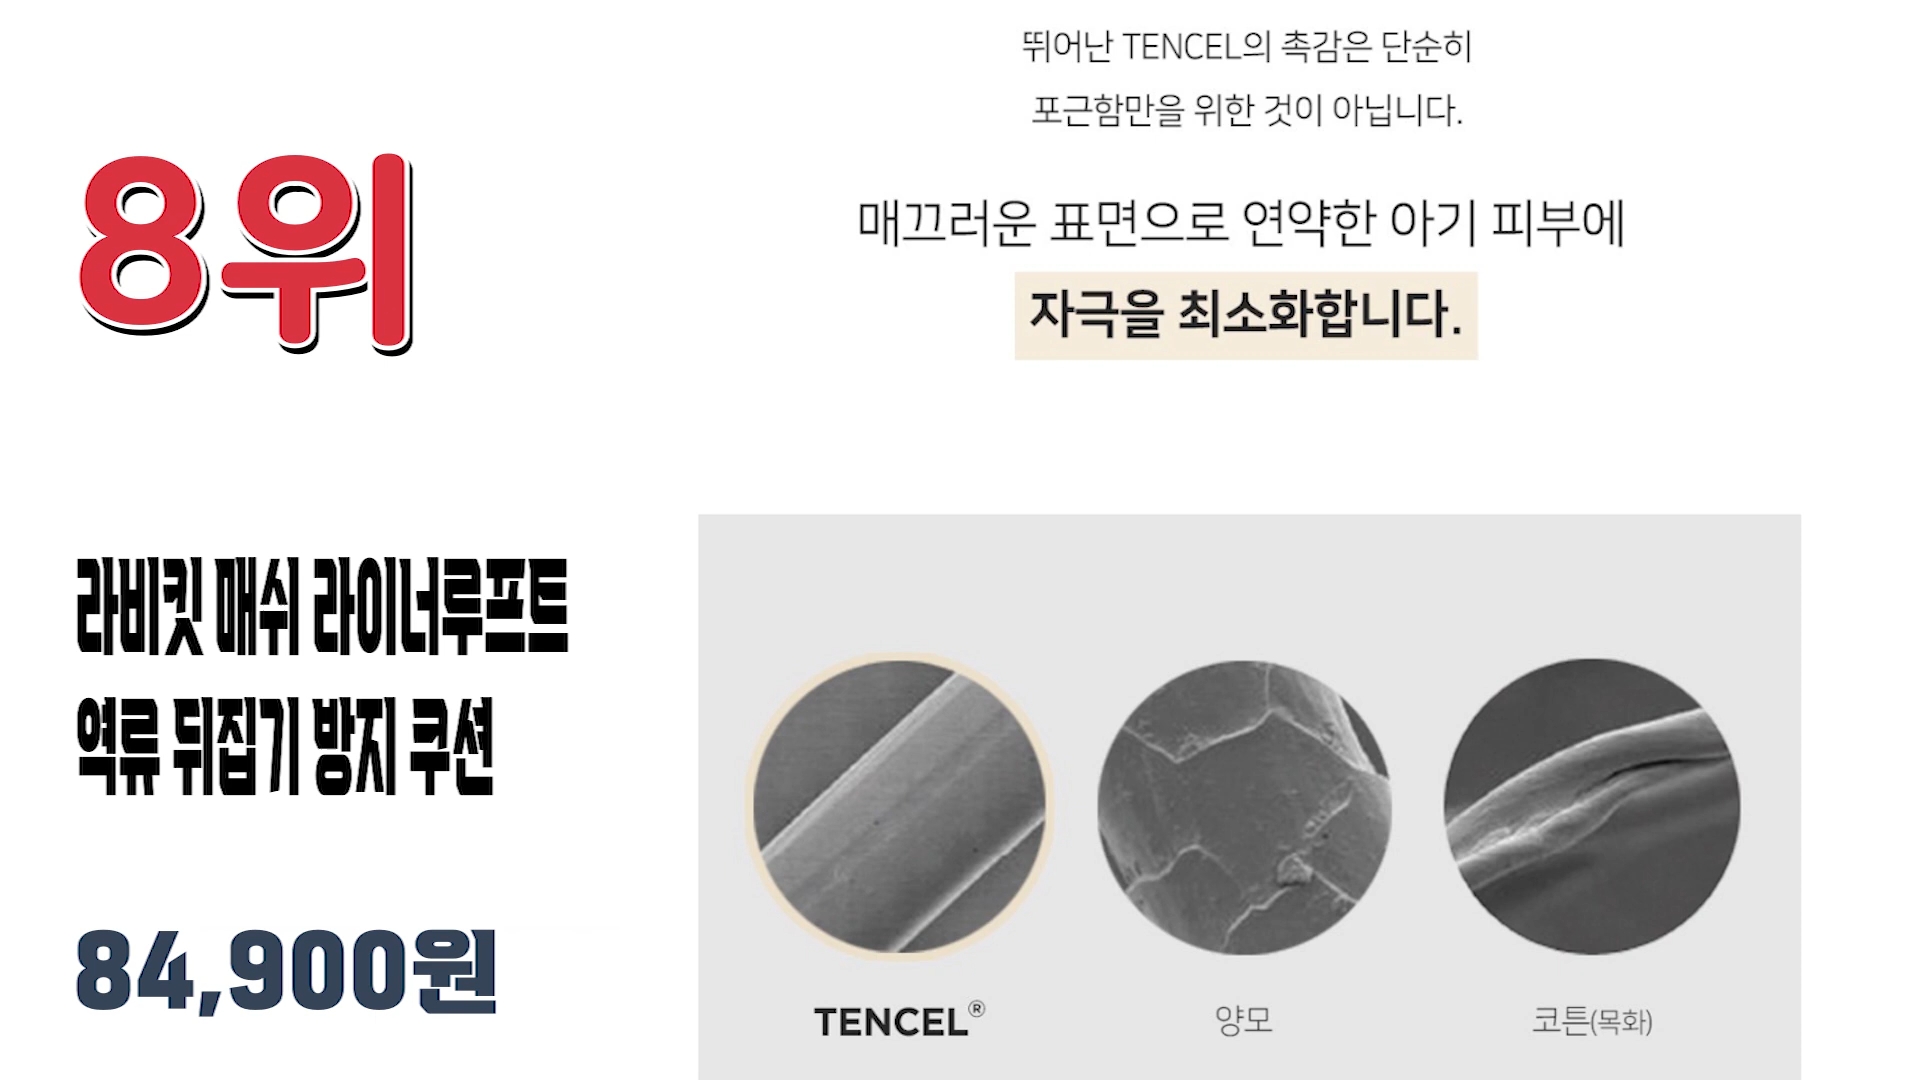 8위
라비킷 매쉬 라이너루프트
역류 뒤집기 방지 쿠션
84,900원
뛰어난 TENCEL의 촉감은 단순히
포근함만을 위한 것이 아닙니다.
매끄러운 표면으로 연약한 아기 피부에
자극을 최소화합니다.
TENCEL®
양모
코튼(목화)